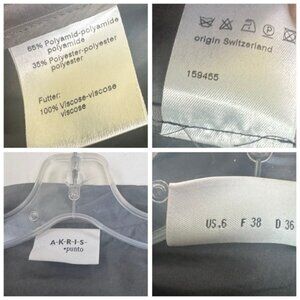 65% Polyamid-polyamide
polyamide
35% Polyester-polyester
polyester
Futter:
100% Viscose-viscose
viscose
origin Switzerland
159455
A-K-R-I-S-
•punto
US.6 F 38 D 36